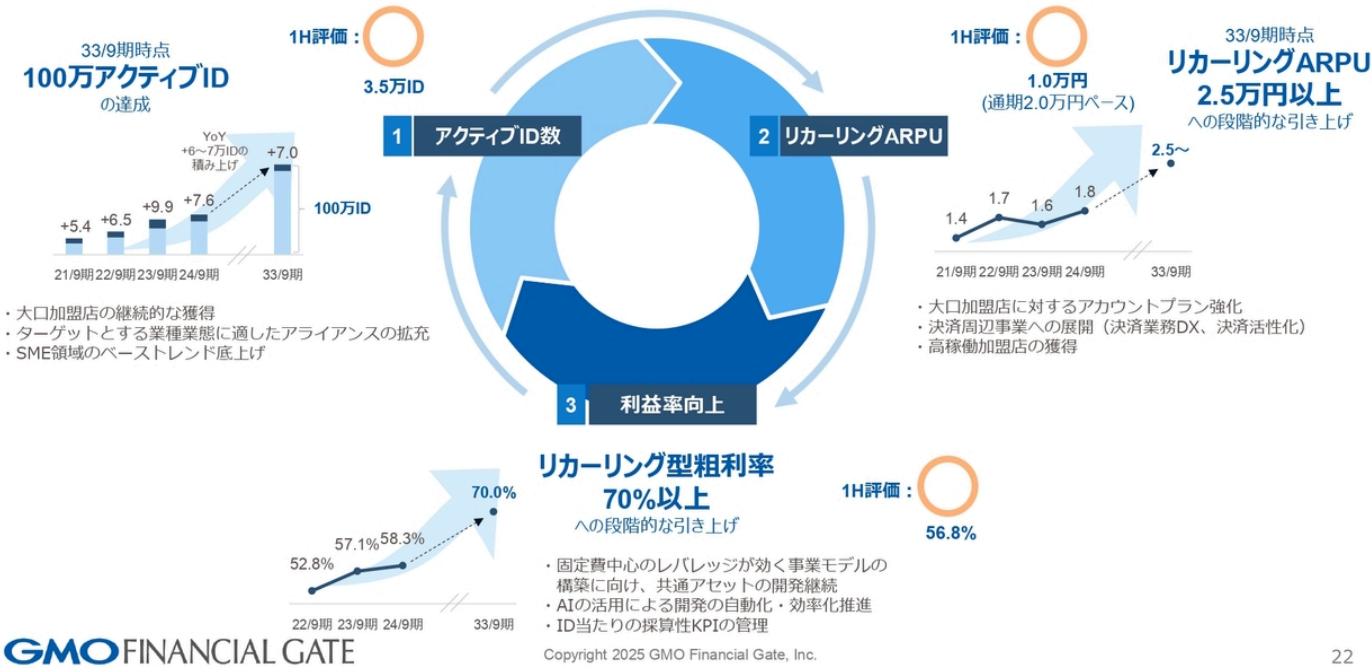 33/9期時点
100万アクティブID
の達成
1H評価：
3.5万ID
YoY
+6～7万IDの
積み上げ
+5.4
+6.5
+9.9
+7.6
+7.0
100万ID
21/9期 22/9期 23/9期 24/9期 33/9期
・大口加盟店の継続的な獲得
・ターゲットとする業種業態に適したアライアンスの拡充
・SME領域のベーストレンド底上げ
1 アクティブID数
2 リカーリングARPU
3 利益率向上
1H評価：
1.0万円
(通期2.0万円ペース)
33/9期時点
リカーリングARPU
2.5万円以上
への段階的な引き上げ
1.4
1.7
1.6
1.8
2.5～
21/9期 22/9期 23/9期 24/9期 33/9期
・大口加盟店に対するアカウントプラン強化
・決済周辺事業への展開（決済業務DX、決済活性化）
・高稼働加盟店の獲得
リカーリング型粗利率
70%以上
への段階的な引き上げ
1H評価：
56.8%
52.8%
57.1%
58.3%
70.0%
22/9期 23/9期 24/9期 33/9期
・固定費中心のレバレッジが効く事業モデルの
構築に向け、共通アセットの開発継続
・AIの活用による開発の自動化・効率化推進
・ID当たりの採算性KPIの管理
GMO FINANCIAL GATE
Copyright 2025 GMO Financial Gate, Inc.
22